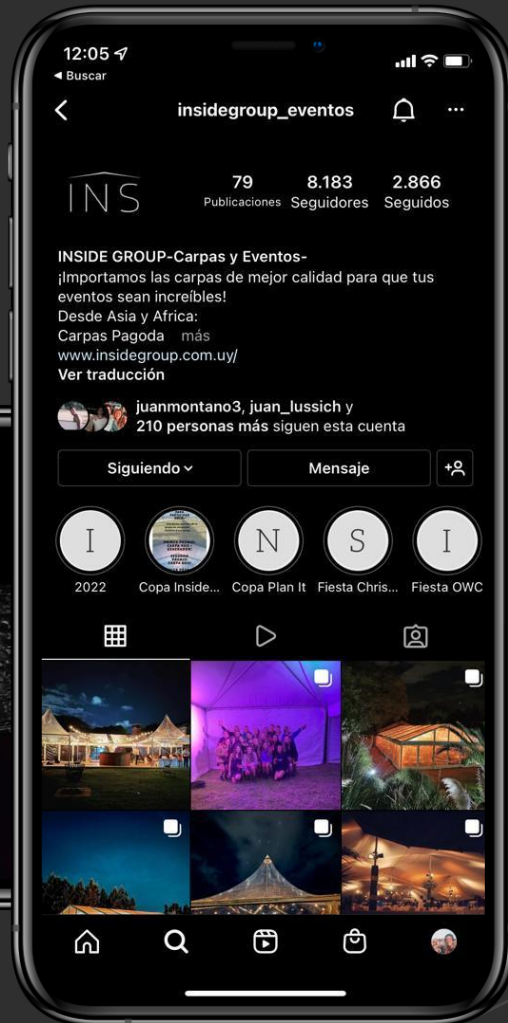 12:05
◀ Buscar
insidegroup_eventos
INS
79 8.183 2.866
Publicaciones Seguidores Seguidos
INSIDE GROUP-Carpas y Eventos-
¡Importamos las carpas de mejor calidad para que tus
eventos sean increíbles!
Desde Asia y Africa:
Carpas Pagoda más
www.insidegroup.com.uy/
Ver traducción
juanmontano3, juan_lussich y
210 personas más siguen esta cuenta
Siguiendo Mensaje
I N S I
2022 Copa Inside... Copa Plan It Fiesta Chris... Fiesta OWC